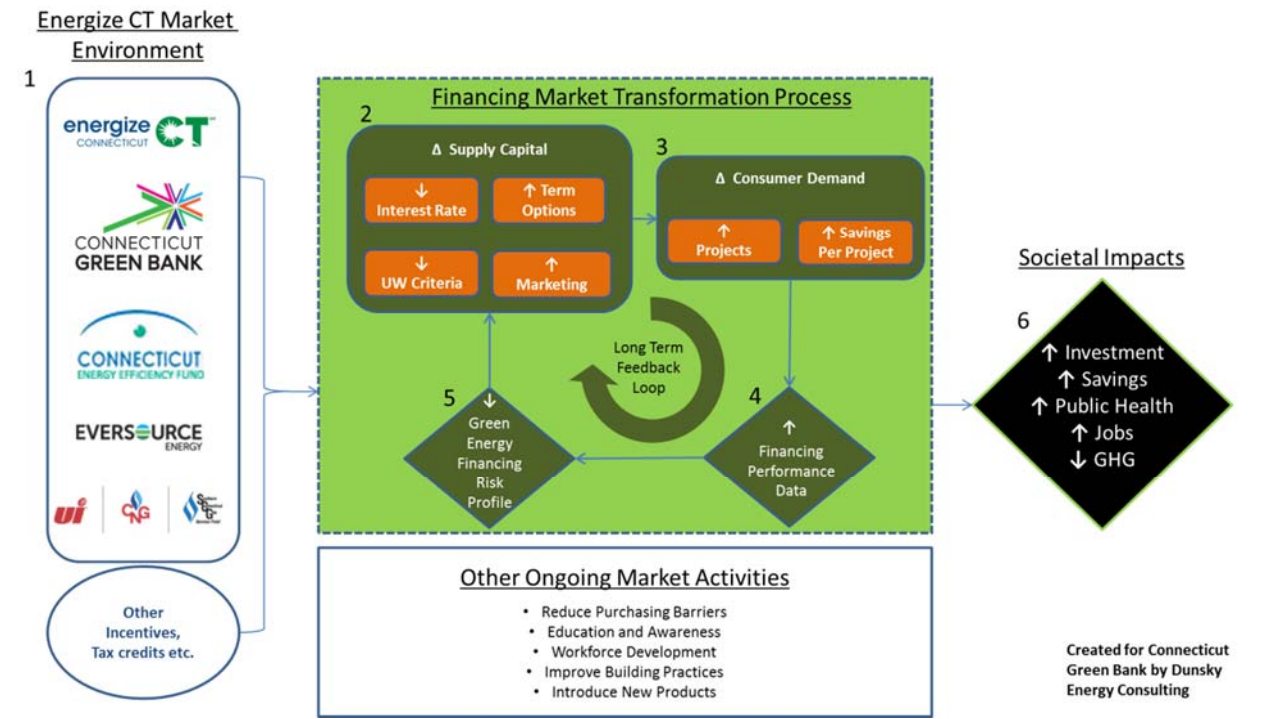 Energize CT Market
Environment
1
energize CT
CONNECTICUT
CONNECTICUT
GREEN BANK
CONNECTICUT
ENERGY EFFICIENCY FUND
EVERSOURCE
ENERGY
ui
CNG
Other
Incentives,
Tax credits etc.
Financing Market Transformation Process
2
Δ Supply Capital
↓
Interest Rate
↑ Term
Options
↓
UW Criteria
↑
Marketing
3
Δ Consumer Demand
↑
Projects
↑ Savings
Per Project
Long Term
Feedback
Loop
4
↑
Financing
Performance
Data
5
↓
Green
Energy
Financing
Risk
Profile
Other Ongoing Market Activities
• Reduce Purchasing Barriers
• Education and Awareness
• Workforce Development
• Improve Building Practices
• Introduce New Products
Societal Impacts
6
↑ Investment
↑ Savings
↑ Public Health
↑ Jobs
↓ GHG
Created for Connecticut
Green Bank by Dunsky
Energy Consulting